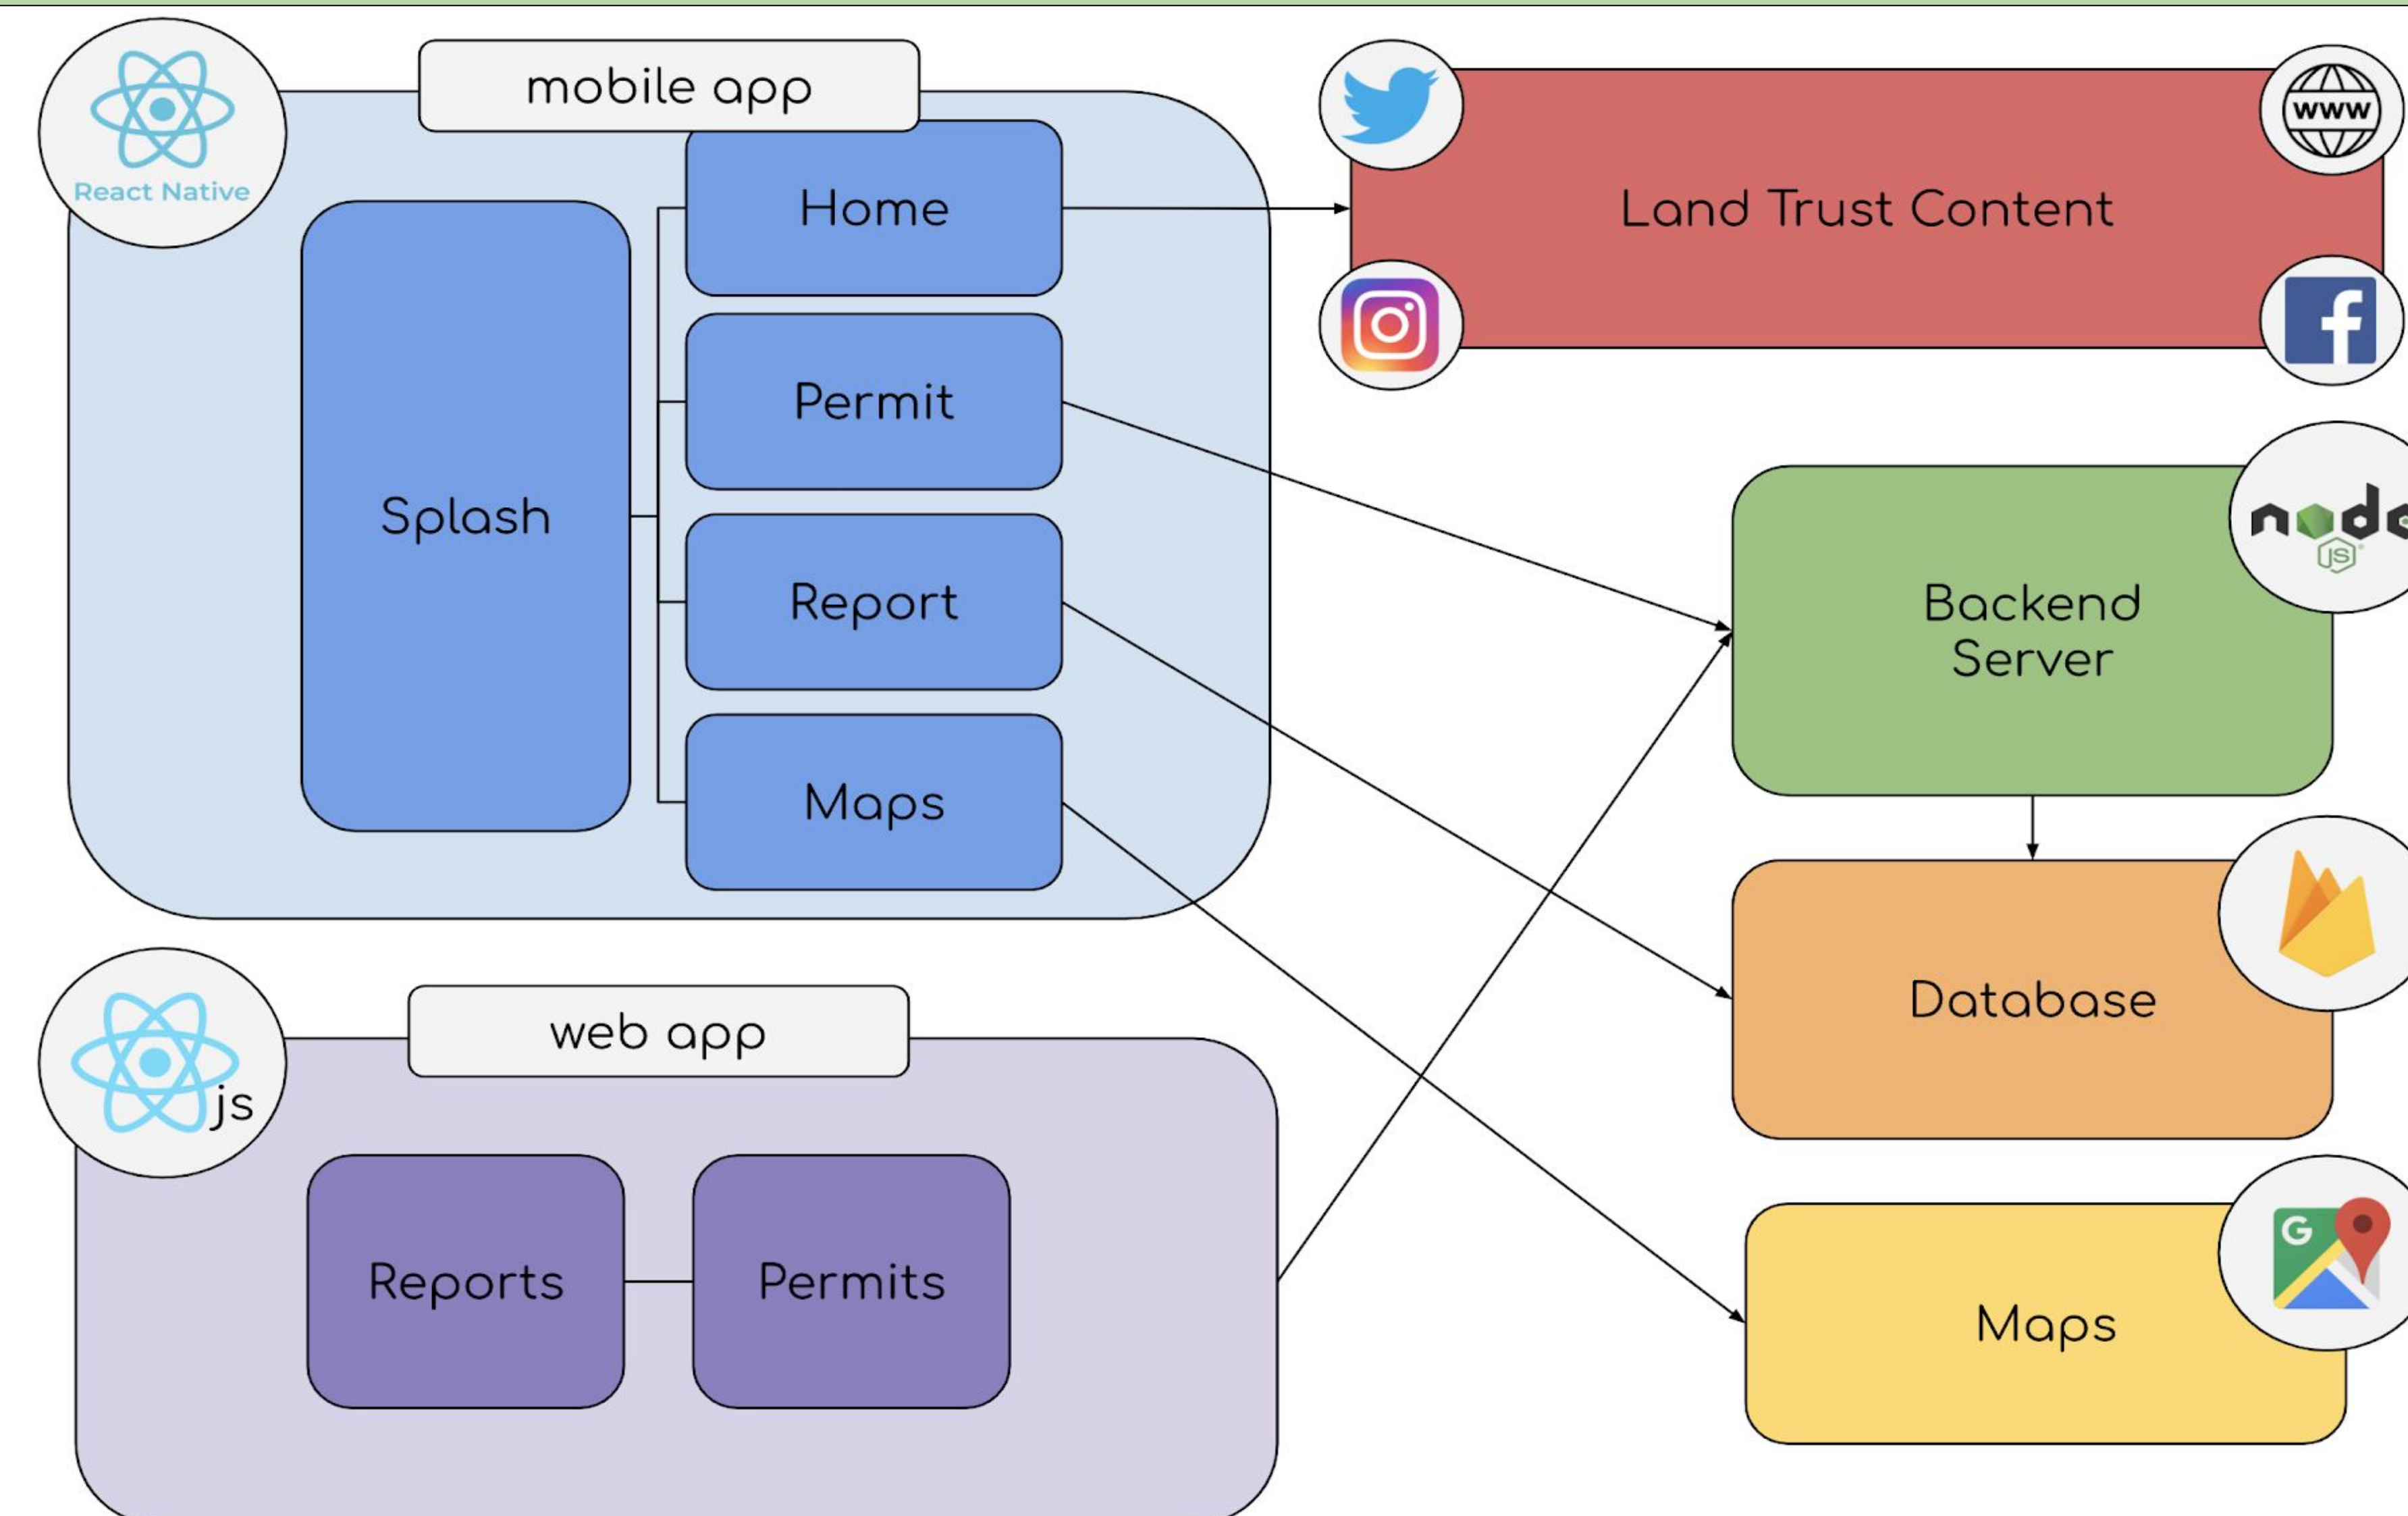 mobile app
React Native
Splash
Home
Permit
Report
Maps
www
Land Trust Content
f
Backend
Server
JS
Database
G
Maps
web app
js
Reports
Permits